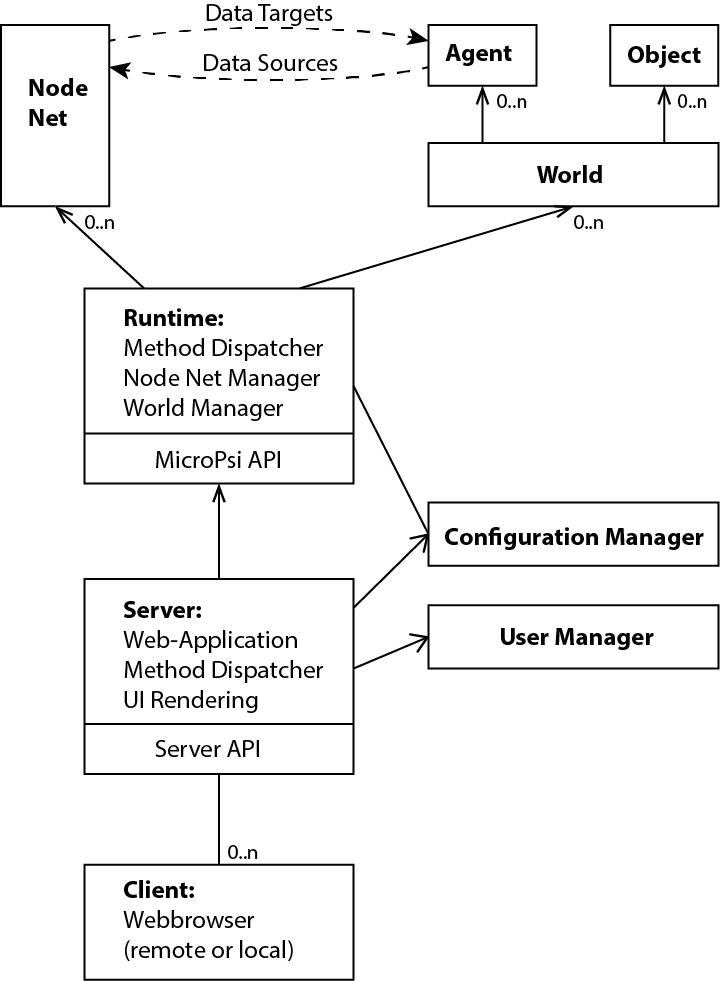 Data Targets
Data Sources
Node
Net
Agent
Object
0..n
0..n
World
0..n
0..n
Runtime:
Method Dispatcher
Node Net Manager
World Manager
MicroPsi API
Configuration Manager
Server:
Web-Application
Method Dispatcher
UI Rendering
User Manager
Server API
0..n
Client:
Webbrowser
(remote or local)